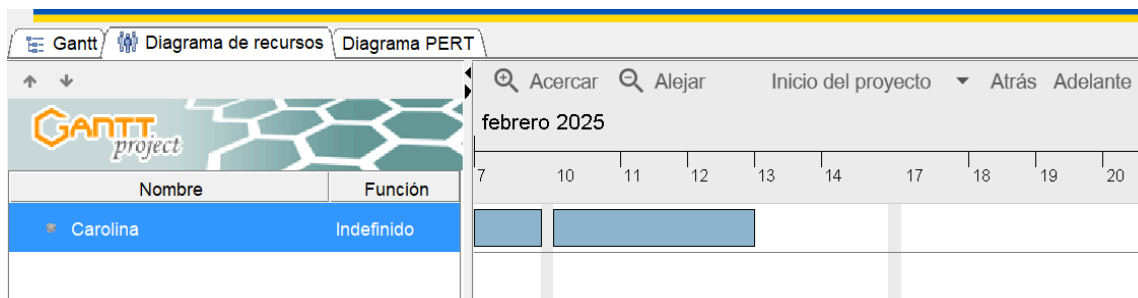 Gantt Diagrama de recursos Diagrama PERT
Acercar Alejar Inicio del proyecto Atrás Adelante
GANTT
project
febrero 2025
7 10 11 12 13 14 17 18 19 20
Nombre Función
Carolina Indefinido